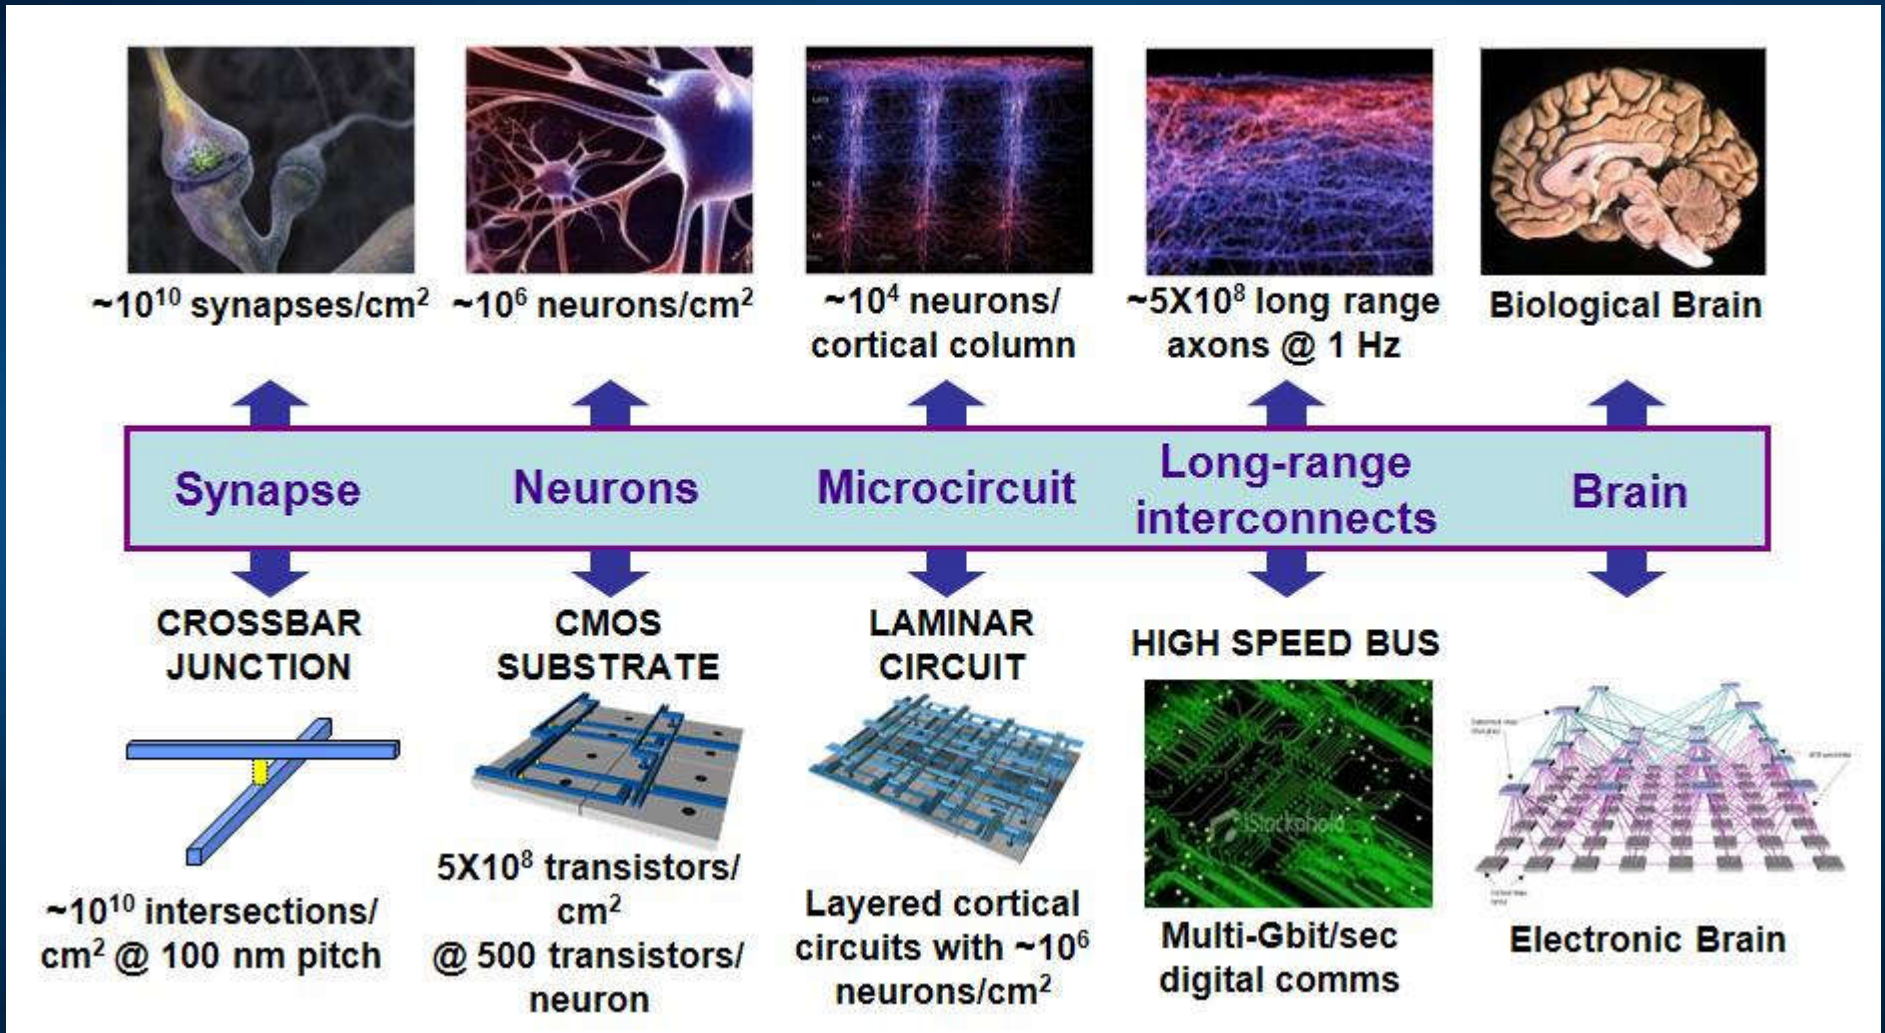 ~10¹⁰ synapses/cm²
~10⁶ neurons/cm²
~10⁴ neurons/
cortical column
~5X10⁸ long range
axons @ 1 Hz
Biological Brain
Synapse
Neurons
Microcircuit
Long-range
interconnects
Brain
CROSSBAR
JUNCTION
CMOS
SUBSTRATE
LAMINAR
CIRCUIT
HIGH SPEED BUS
iStockphoto
~10¹⁰ intersections/
cm² @ 100 nm pitch
5X10⁸ transistors/
cm²
@ 500 transistors/
neuron
Layered cortical
circuits with ~10⁶
neurons/cm²
Multi-Gbit/sec
digital comms
Electronic Brain